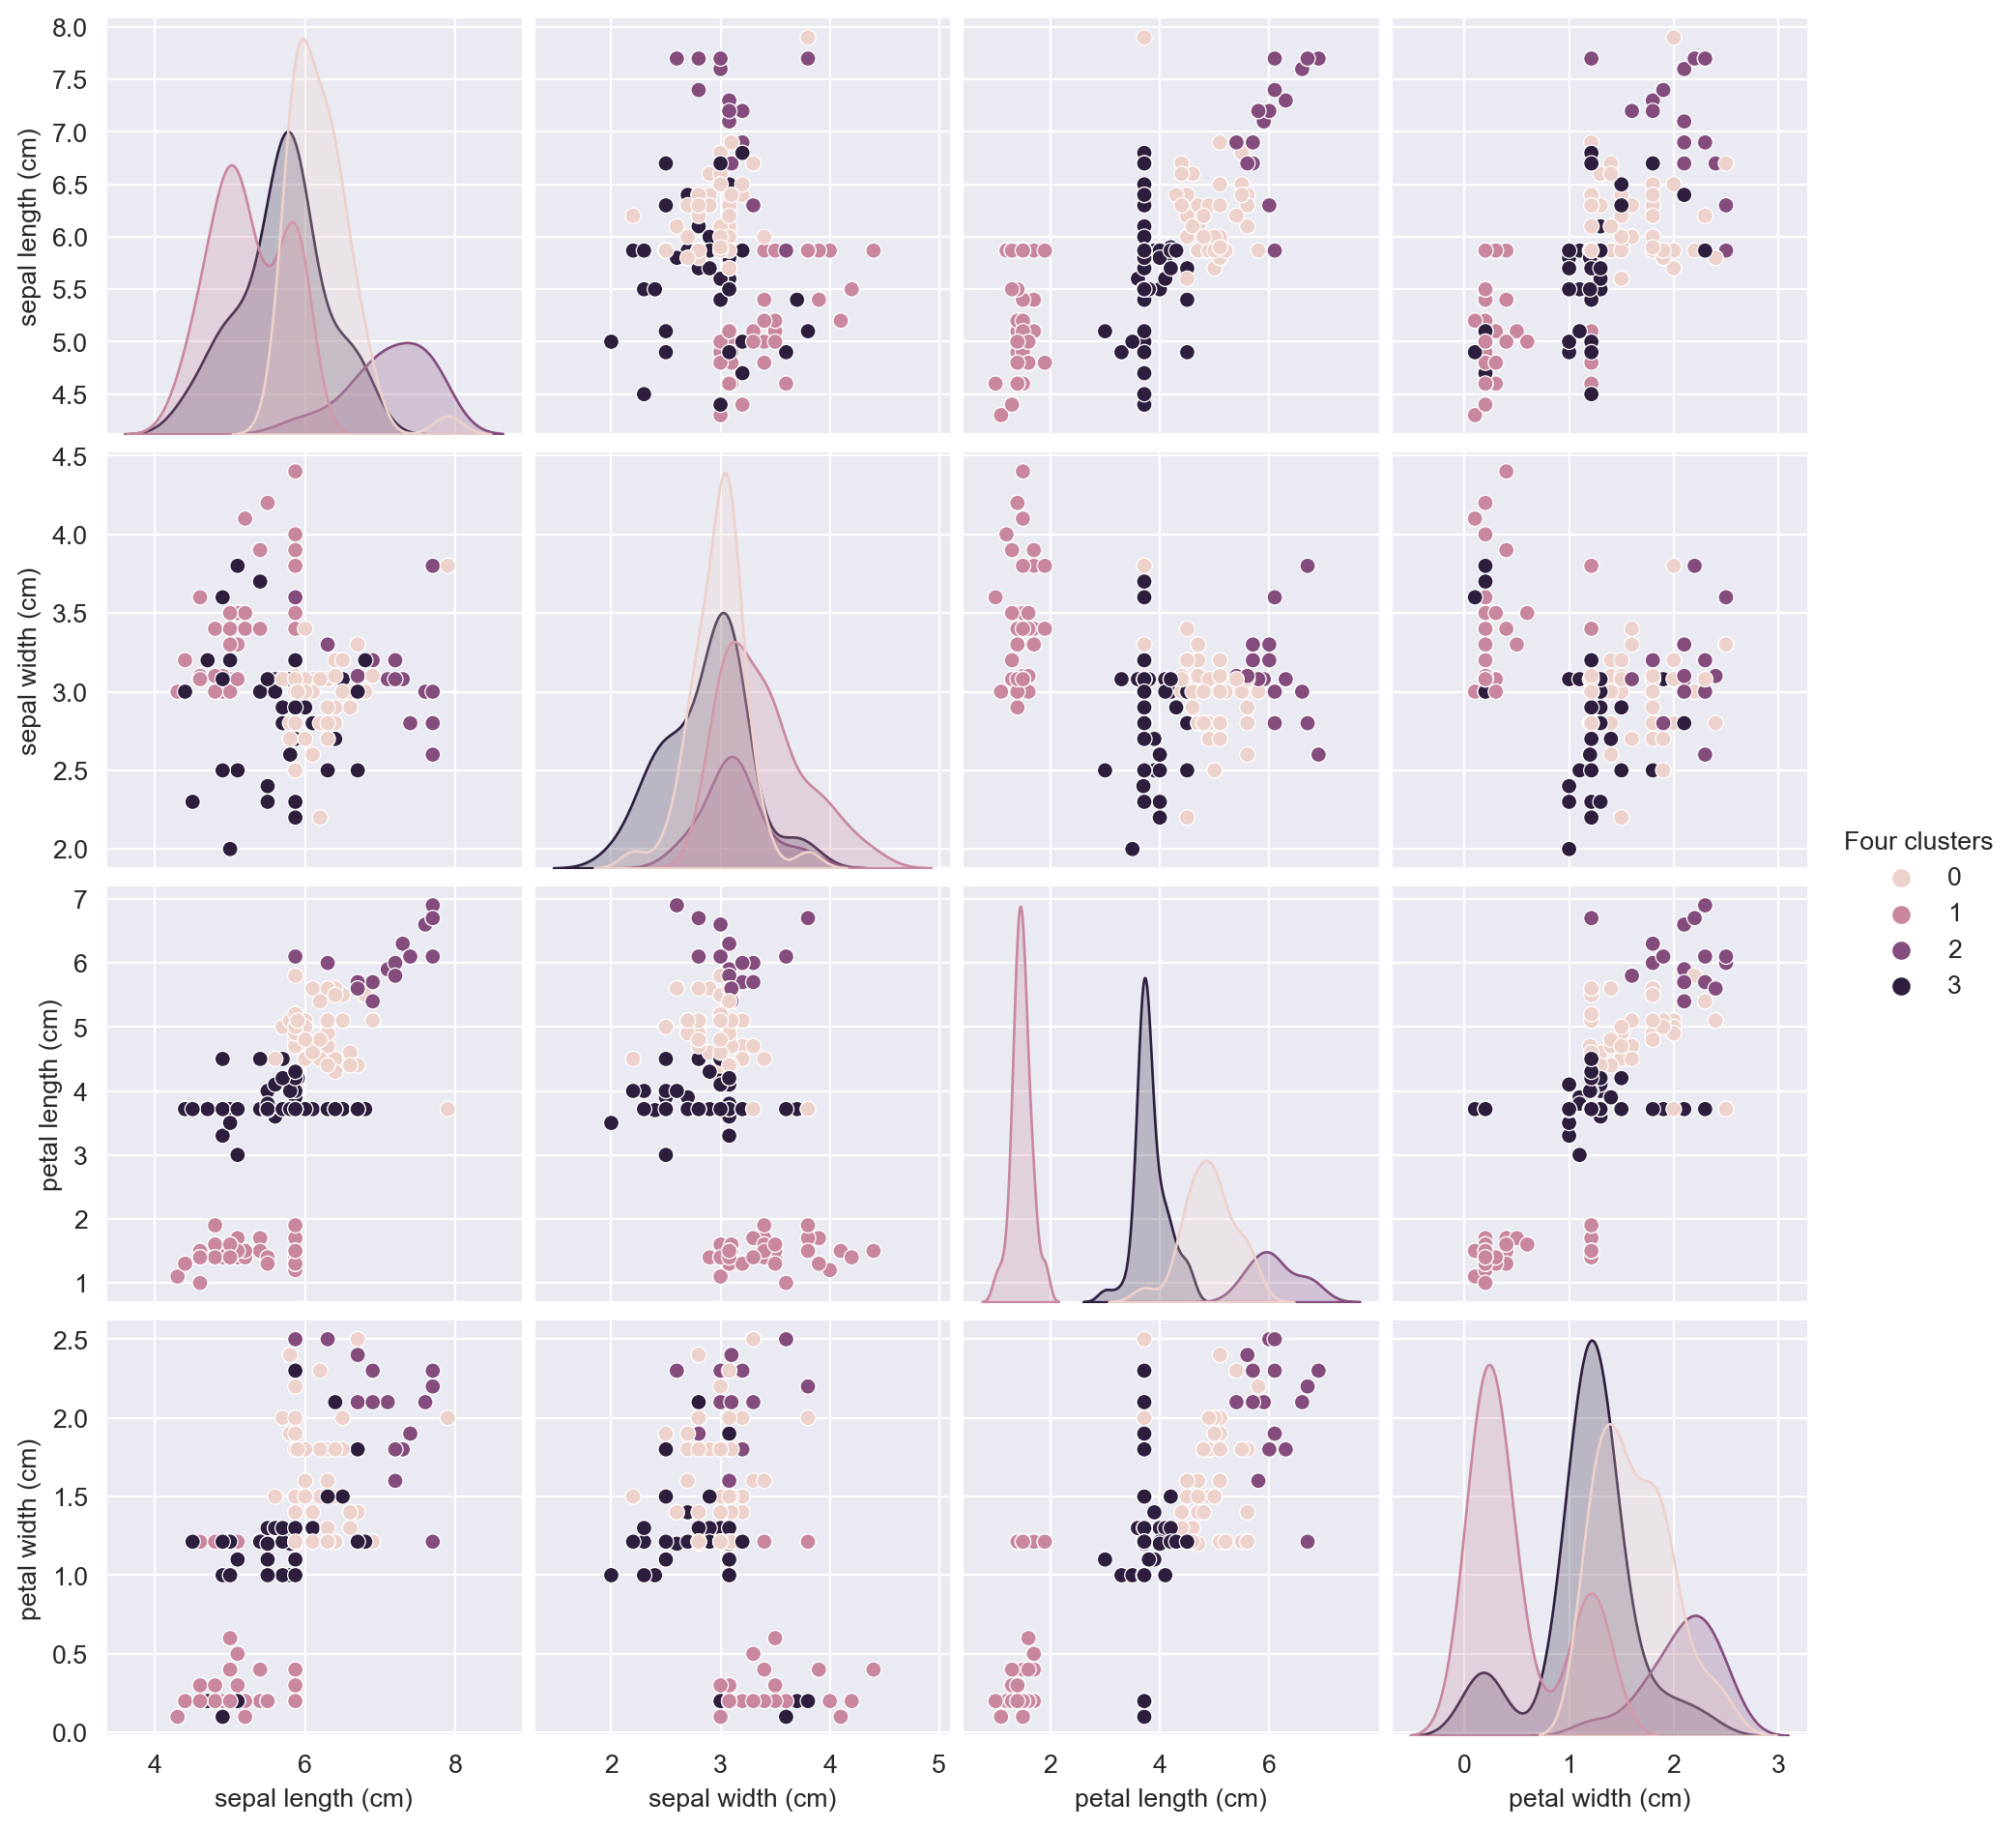 8.0
7.5
7.0
6.5
6.0
5.5
5.0
4.5
sepal length (cm)
4.5
4.0
3.5
3.0
2.5
2.0
sepal width (cm)
7
6
5
4
3
2
1
petal length (cm)
2.5
2.0
1.5
1.0
0.5
0.0
petal width (cm)
4 6 8
sepal length (cm)
2 3 4 5
sepal width (cm)
2 4 6
petal length (cm)
0 1 2 3
petal width (cm)
Four clusters
0
1
2
3